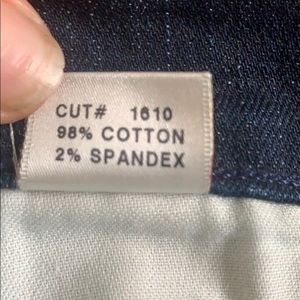 CUT# 1610
98% COTTON
2% SPANDEX